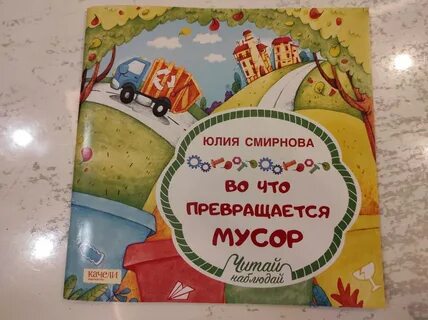 ЮЛИЯ СМИРНОВА
ВО ЧТО
ПРЕВРАЩАЕТСЯ
МУСОР
Читай
наблюдай
КАЧЕЛИ